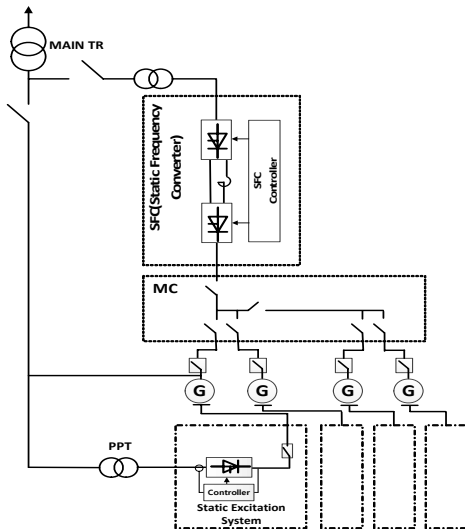 MAIN TR
SFC(Static Frequency
Converter)
SFC
Controller
MC
G
G
G
G
PPT
Controller
Static Excitation
System